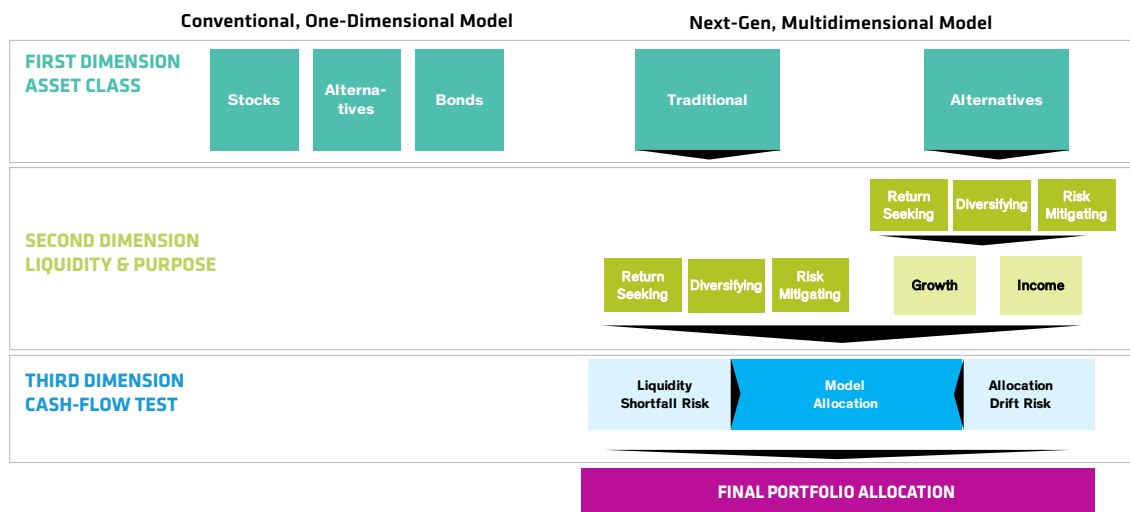 Conventional, One-Dimensional Model
Next-Gen, Multidimensional Model
FIRST DIMENSION
ASSET CLASS
Stocks
Alterna-
tives
Bonds
Traditional
Alternatives
SECOND DIMENSION
LIQUIDITY & PURPOSE
Return
Seeking
Diversifying
Risk
Mitigating
Return
Seeking
Diversifying
Risk
Mitigating
Growth
Income
THIRD DIMENSION
CASH-FLOW TEST
Liquidity
Shortfall Risk
Model
Allocation
Allocation
Drift Risk
FINAL PORTFOLIO ALLOCATION